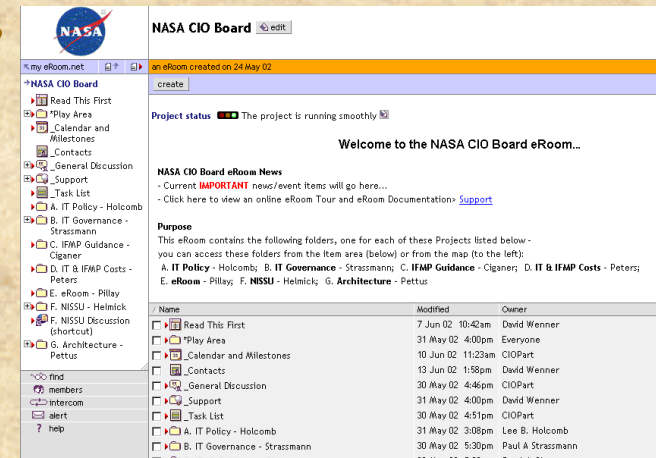 NASA
NASA CIO Board edit
my eRoom.net
an eRoom created on 24 May 02
NASA CIO Board
Read This First
*Play Area
_Calendar and
Milestones
_Contacts
_General Discussion
_Support
_Task List
A. IT Policy - Holcomb
B. IT Governance -
Strassmann
C. IFMP Guidance -
Ciganer
D. IT & IFMP Costs -
Peters
E. eRoom - Pillay
F. NISSU - Helmick
F. NISSU Discussion
(shortcut)
G. Architecture -
Pettus
find
members
intercom
alert
? help
create
Project status The project is running smoothly
Welcome to the NASA CIO Board eRoom...
NASA CIO Board eRoom News
- Current IMPORTANT news/event items will go here...
- Click here to view an online eRoom Tour and eRoom Documentation> Support
Purpose
This eRoom contains the following folders, one for each of these Projects listed below -
you can access these folders from the item area (below) or from the map (to the left):
A. IT Policy - Holcomb; B. IT Governance - Strassmann; C. IFMP Guidance - Ciganer; D. IT & IFMP Costs - Peters;
E. eRoom - Pillay; F. NISSU - Helmick; G. Architecture - Pettus
/ Name Modified Owner
Read This First 7 Jun 02 10:42am David Wenner
*Play Area 31 May 02 4:00pm Everyone
_Calendar and Milestones 10 Jun 02 11:23am CIOPart
_Contacts 13 Jun 02 1:58pm David Wenner
_General Discussion 30 May 02 4:46pm CIOPart
_Support 31 May 02 4:00pm David Wenner
_Task List 30 May 02 4:51pm CIOPart
A. IT Policy - Holcomb 31 May 02 3:08pm Lee B. Holcomb
B. IT Governance - Strassmann 30 May 02 5:30pm Paul A Strassmann